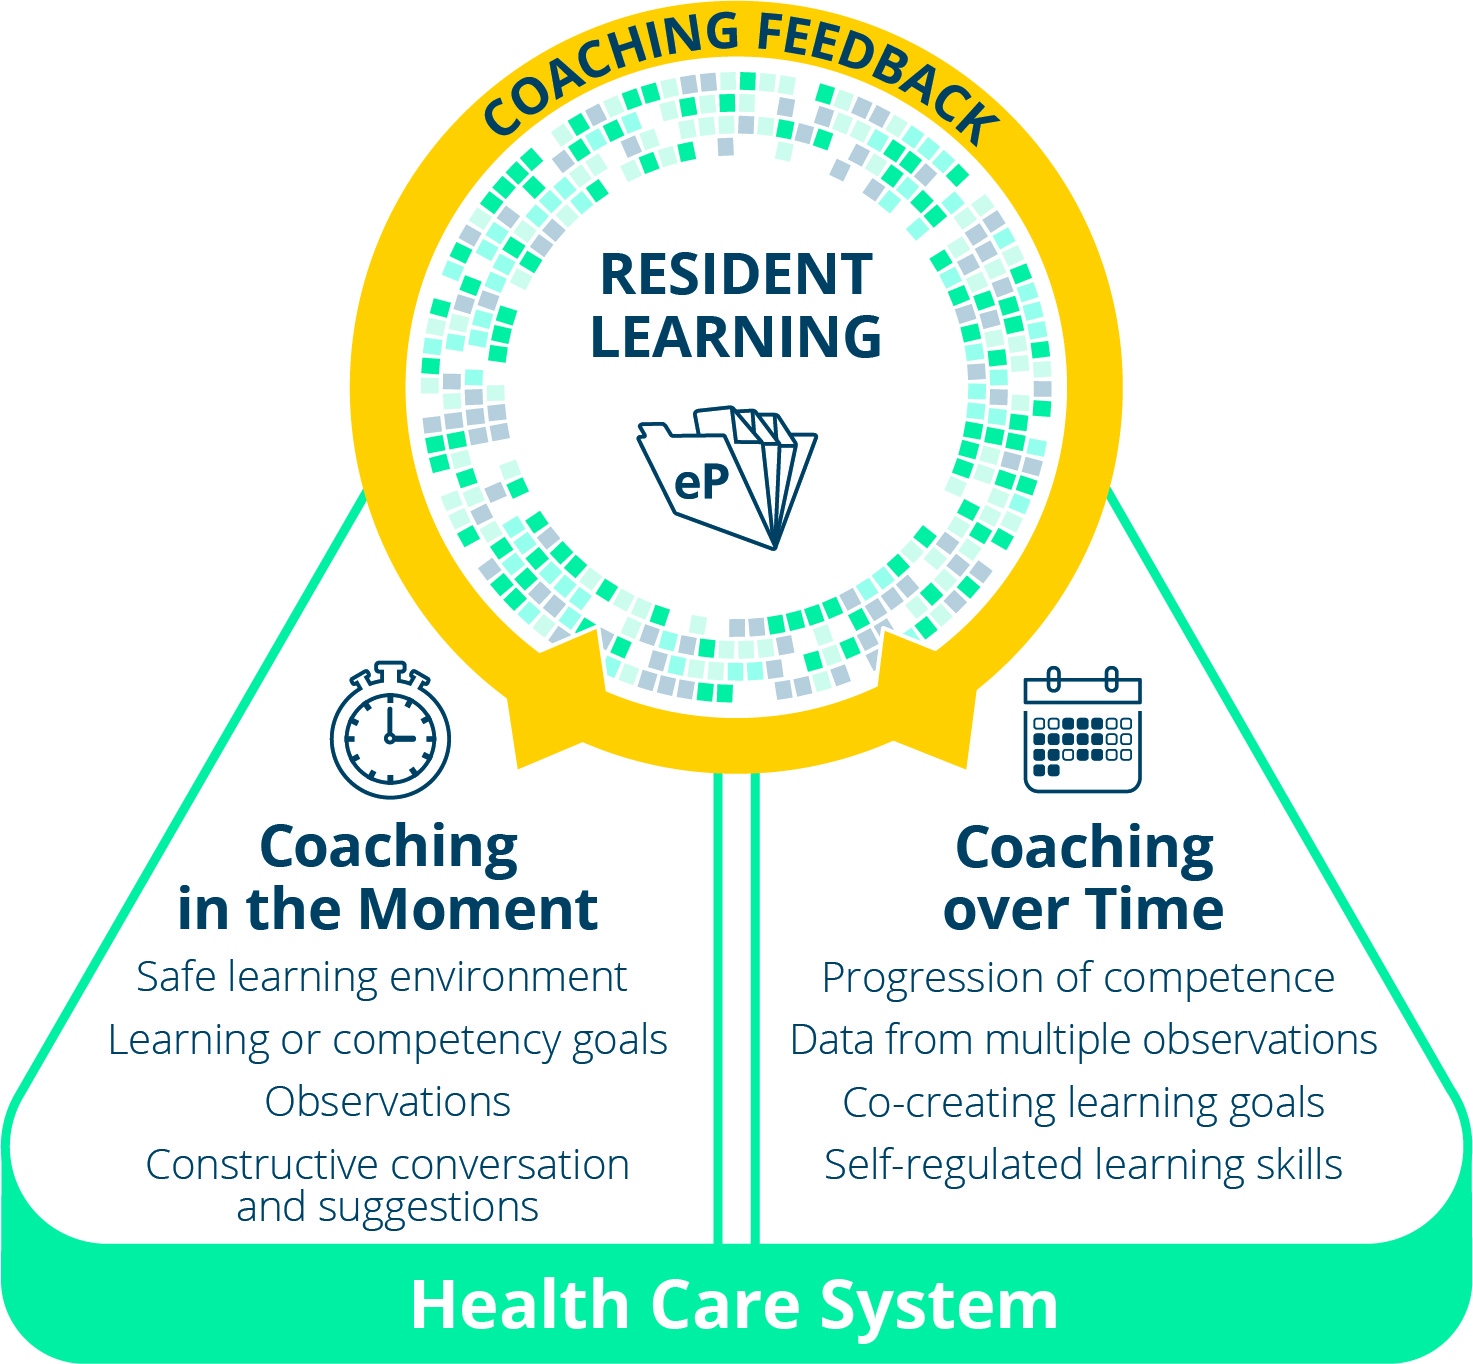 COACHING FEEDBACK
RESIDENT
LEARNING
eP
Coaching
in the Moment
Safe learning environment
Learning or competency goals
Observations
Constructive conversation
and suggestions
Coaching
over Time
Progression of competence
Data from multiple observations
Co-creating learning goals
Self-regulated learning skills
Health Care System